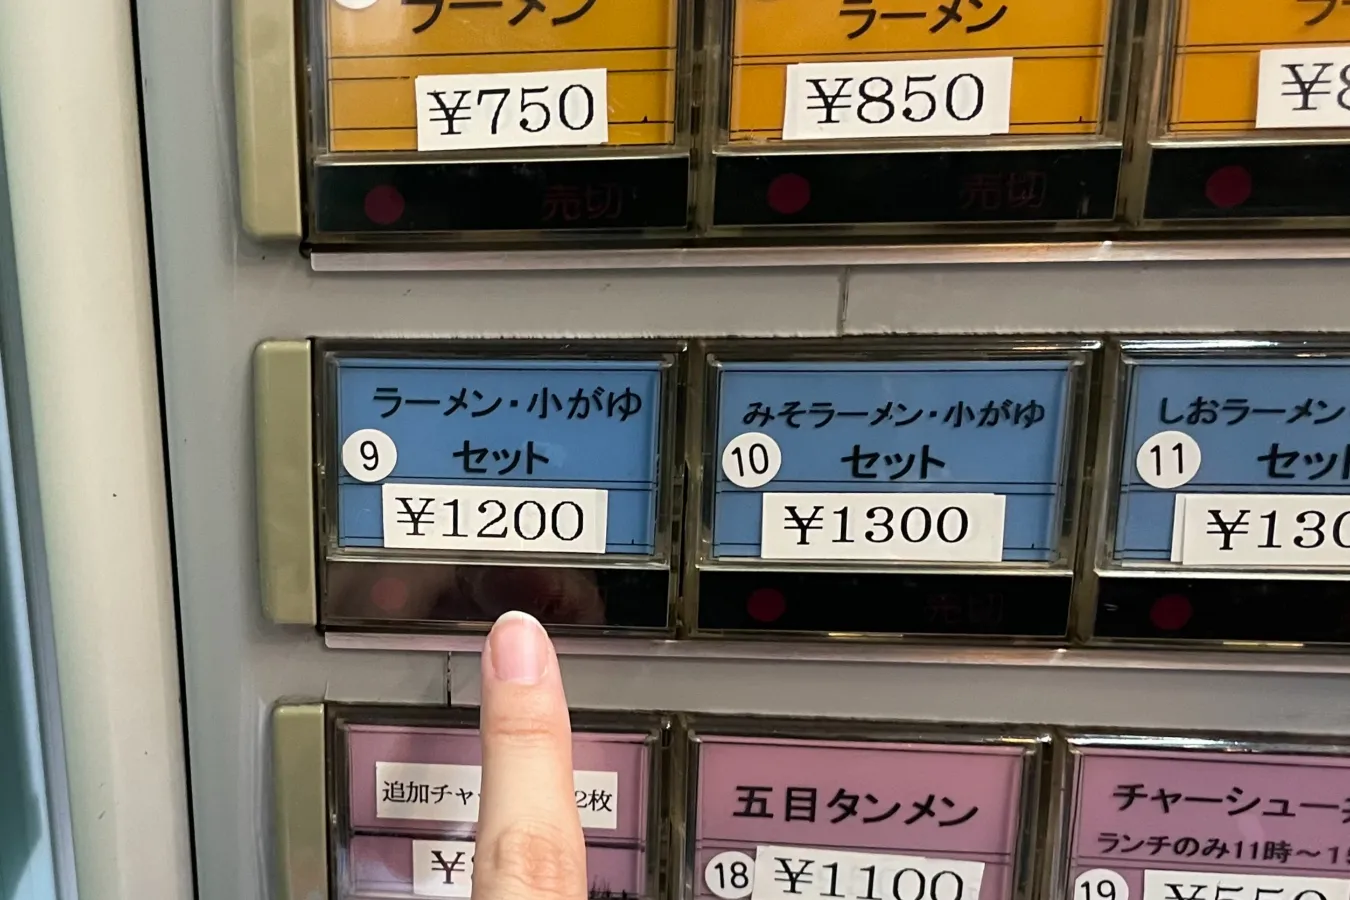 ラーメン
¥750
売切
ラーメン
¥850
売切
ラーメン・小がゆ
セット
9
¥1200
みそラーメン・小がゆ
セット
10
¥1300
売切
しおラーメン
セット
11
¥130
追加チャ 2枚
¥
五目タンメン
18
¥1100
チャーシュー
ランチのみ11時～1
19
¥550